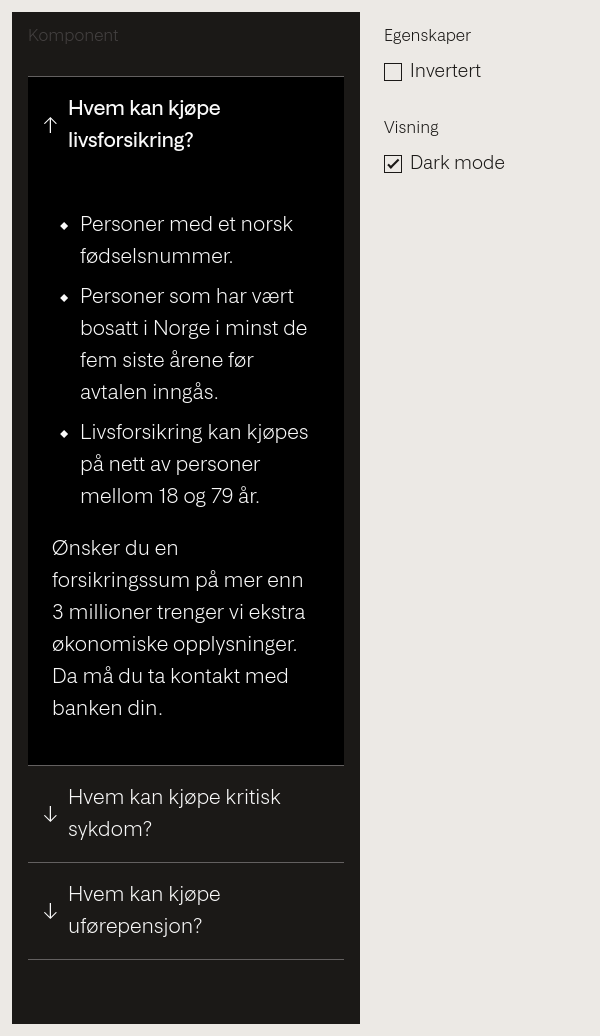 Komponent
Hvem kan kjøpe
livsforsikring?
Personer med et norsk
fødselsnummer.
Personer som har vært
bosatt i Norge i minst de
fem siste årene før
avtalen inngås.
Livsforsikring kan kjøpes
på nett av personer
mellom 18 og 79 år.
Ønsker du en
forsikringssum på mer enn
3 millioner trenger vi ekstra
økonomiske opplysninger.
Da må du ta kontakt med
banken din.
Hvem kan kjøpe kritisk
sykdom?
Hvem kan kjøpe
uførepensjon?
Egenskaper
Invertert
Visning
Dark mode